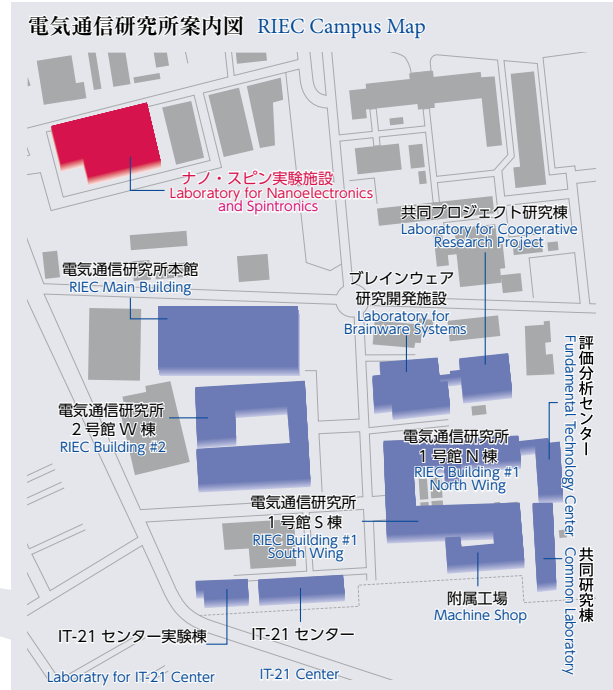 電気通信研究所案内図 RIEC Campus Map
ナノ・スピン実験施設
Laboratory for Nanoelectronics
and Spintronics
共同プロジェクト研究棟
Laboratory for Cooperative
Research Project
電気通信研究所本館
RIEC Main Building
ブレインウェア
研究開発施設
Laboratory for
Brainware Systems
評価分析センター
Fundamental Technology Center
電気通信研究所
2号館W棟
RIEC Building #2
電気通信研究所
1号館N棟
RIEC Building #1
North Wing
電気通信研究所
1号館S棟
RIEC Building #1
South Wing
共同研究棟
Common Laboratory
附属工場
Machine Shop
IT-21 センター実験棟
Laboratry for IT-21 Center
IT-21 センター
IT-21 Center